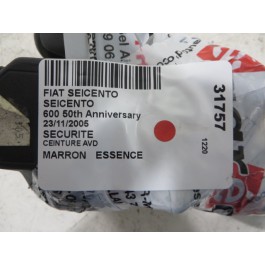 FIAT SEICENTO
SEICENTO
600 50th Anniversary
23/11/2005
SECURITE
CEINTURE AVD
MARRON ESSENCE
31757
1220